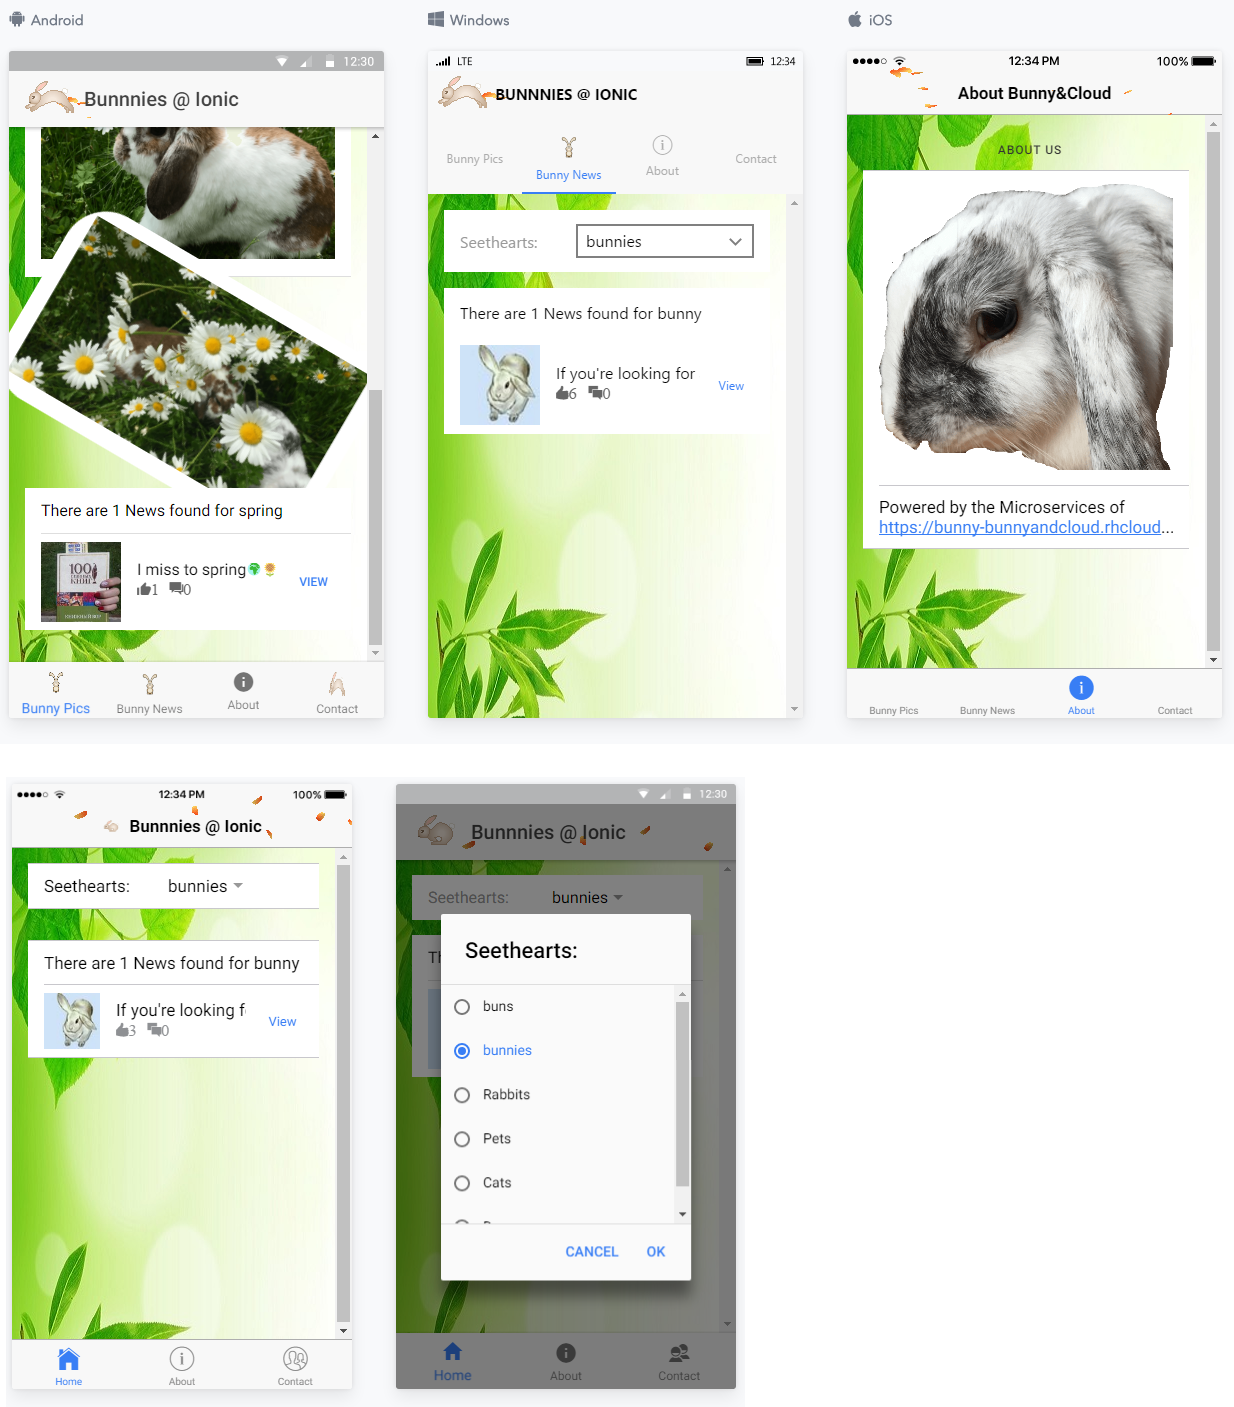 Android
12:30
Bunnnies @ Ionic
There are 1 News found for spring
100
КНИГ
I miss to spring🌍🌻
1 0
VIEW
Bunny Pics
Bunny News
About
Contact
Windows
LTE
12:34
BUNNNIES @ IONIC
Bunny Pics
Bunny News
About
Contact
Seethearts:
bunnies
There are 1 News found for bunny
If you're looking for
6 0
View
iOS
12:34 PM
100%
About Bunny&Cloud
ABOUT US
Powered by the Microservices of
https://bunny-bunnyandcloud.rhcloud...
Bunny Pics
Bunny News
About
Contact
12:34 PM
100%
Bunnnies @ Ionic
Seethearts:
bunnies
There are 1 News found for bunny
If you're looking f
3 0
View
Home
About
Contact
12:30
Bunnnies @ Ionic
Seethearts:
bunnies
Seethearts:
buns
bunnies
Rabbits
Pets
Cats
CANCEL
OK
Home
About
Contact